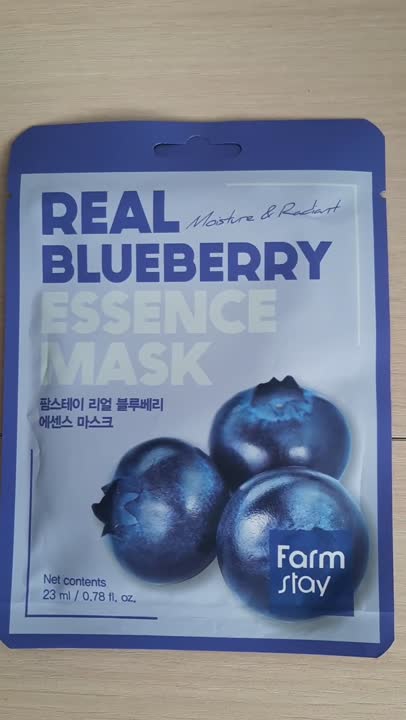 REAL
Moisture & Radiant
BLUEBERRY
ESSENCE
MASK
팜스테이 리얼 블루베리
에센스 마스크
Net contents
23 ml / 0.78 fl. oz.
Farm
stay